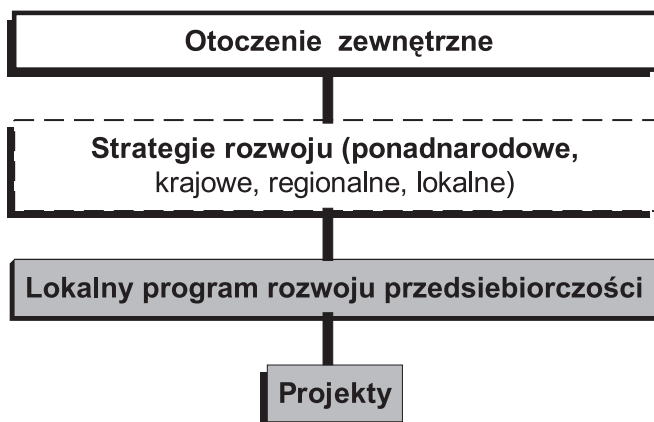 Otoczenie zewnętrzne
Strategie rozwoju (ponadnarodowe,
krajowe, regionalne, lokalne)
Lokalny program rozwoju przedsiebiorczości
Projekty